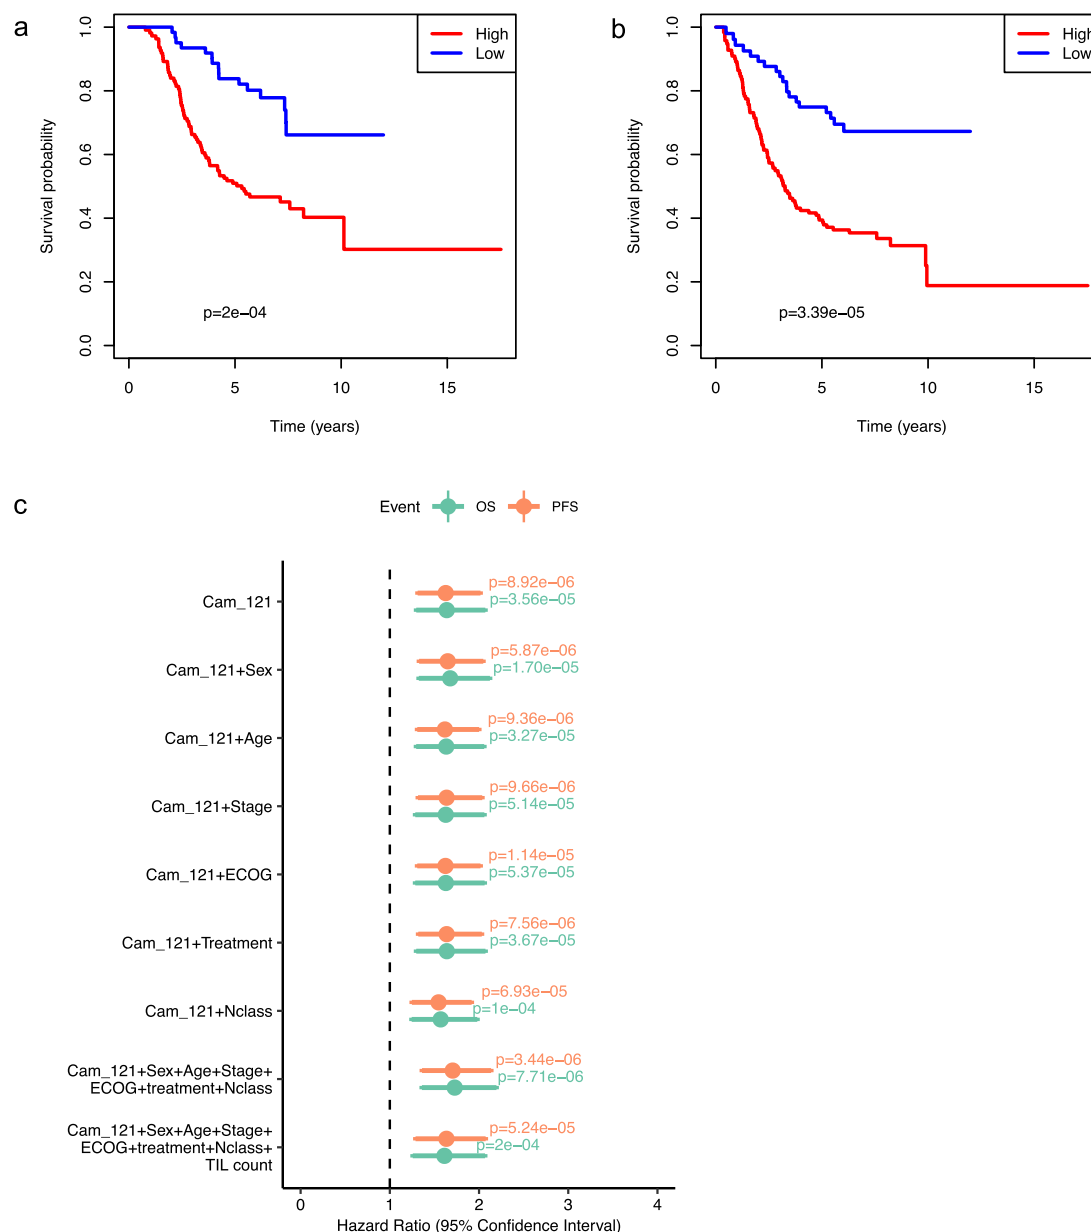 a
High
Low
Survival probability
1.0
0.8
0.6
0.4
0.2
0.0
p=2e−04
0 5 10 15
Time (years)
b
High
Low
Survival probability
1.0
0.8
0.6
0.4
0.2
0.0
p=3.39e−05
0 5 10 15
Time (years)
c
Event OS PFS
Cam_121
p=8.92e−06
p=3.56e−05
Cam_121+Sex
p=5.87e−06
p=1.70e−05
Cam_121+Age
p=9.36e−06
p=3.27e−05
Cam_121+Stage
p=9.66e−06
p=5.14e−05
Cam_121+ECOG
p=1.14e−05
p=5.37e−05
Cam_121+Treatment
p=7.56e−06
p=3.67e−05
Cam_121+Nclass
p=6.93e−05
p=1e−04
Cam_121+Sex+Age+Stage+
ECOG+treatment+Nclass
p=3.44e−06
p=7.71e−06
Cam_121+Sex+Age+Stage+
ECOG+treatment+Nclass+
TIL count
p=5.24e−05
p=2e−04
0 1 2 3 4
Hazard Ratio (95% Confidence Interval)